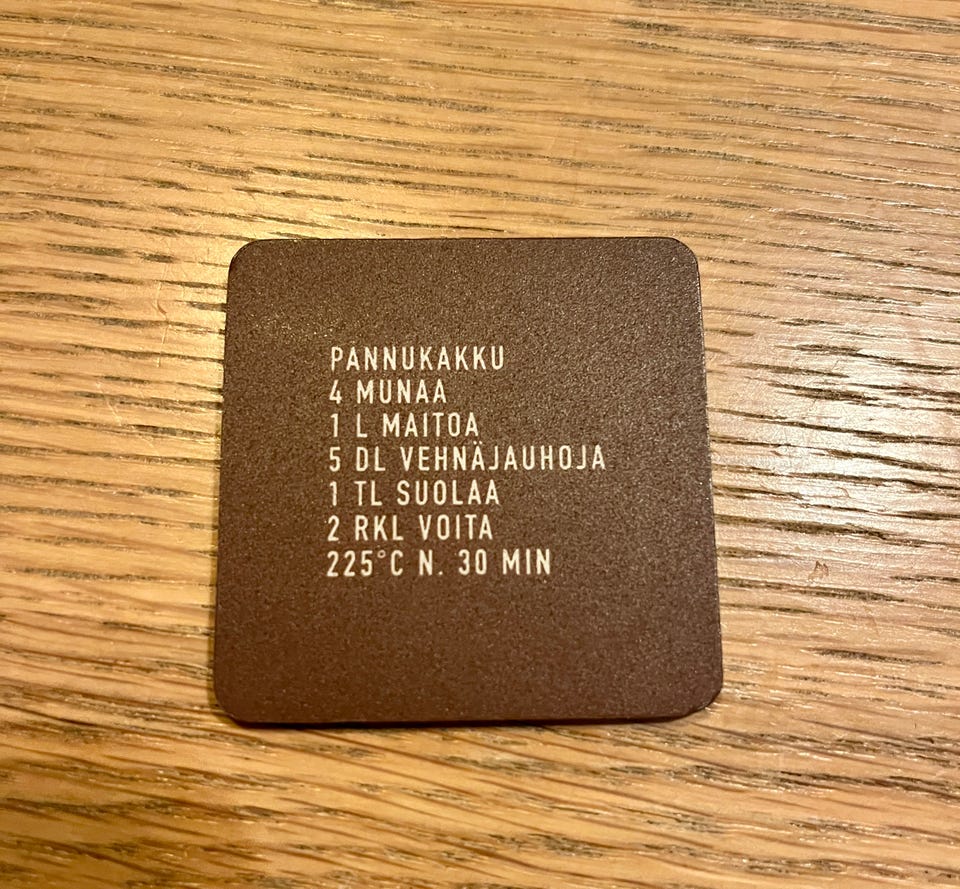 PANNUKAKKU
4 MUNAA
1 L MAITOA
5 DL VEHNÄJAUHOJA
1 TL SUOLAA
2 RKL VOITA
225°C N. 30 MIN